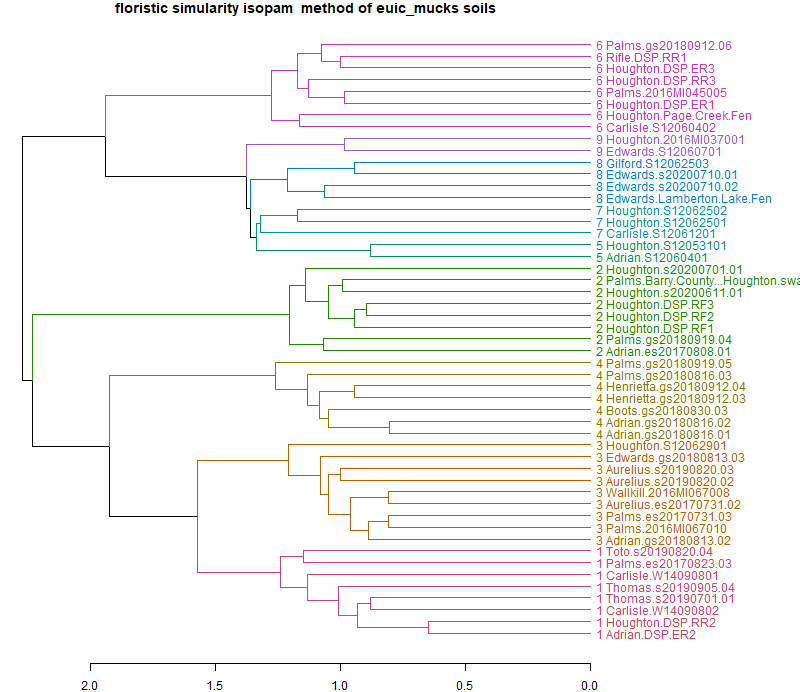 floristic simularity isopam method of euic_mucks soils
6 Palms.gs20180912.06
6 Rifle.DSP.RR1
6 Houghton.DSP.ER3
6 Houghton.DSP.RR3
6 Palms.2016MI045005
6 Houghton.DSP.ER1
6 Houghton.Page.Creek.Fen
6 Carlisle.S12060402
9 Houghton.2016MI037001
9 Edwards.S12060701
8 Gilford.S12062503
8 Edwards.s20200710.01
8 Edwards.s20200710.02
8 Edwards.Lamberton.Lake.Fen
7 Houghton.S12062502
7 Houghton.S12062501
7 Carlisle.S12061201
5 Houghton.S12053101
5 Adrian.S12060401
2 Houghton.s20200701.01
2 Palms.Barry.County...Houghton.swa
2 Houghton.s20200611.01
2 Houghton.DSP.RF3
2 Houghton.DSP.RF2
2 Houghton.DSP.RF1
2 Palms.gs20180919.04
2 Adrian.es20170808.01
4 Palms.gs20180919.05
4 Palms.gs20180816.03
4 Henrietta.gs20180912.04
4 Henrietta.gs20180912.03
4 Boots.gs20180830.03
4 Adrian.gs20180816.02
4 Adrian.gs20180816.01
3 Houghton.S12062901
3 Edwards.gs20180813.03
3 Aurelius.s20190820.03
3 Aurelius.s20190820.02
3 Wallkill.2016MI067008
3 Aurelius.es20170731.02
3 Palms.es20170731.03
3 Palms.2016MI067010
3 Adrian.gs20180813.02
1 Toto.s20190820.04
1 Palms.es20170823.03
1 Carlisle.W14090801
1 Thomas.s20190905.04
1 Thomas.s20190701.01
1 Carlisle.W14090802
1 Houghton.DSP.RR2
1 Adrian.DSP.ER2
2.0 1.5 1.0 0.5 0.0